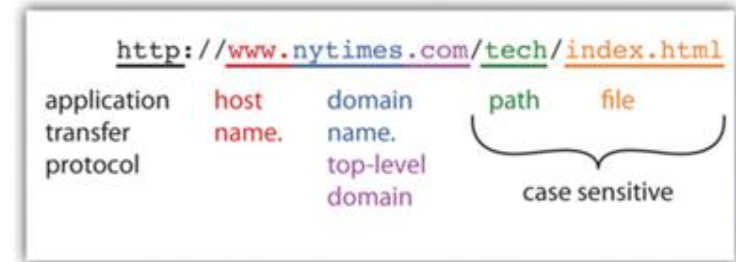 http://www.nytimes.com/tech/index.html
application host domain path file
transfer name. name.
protocol top-level
domain
case sensitive